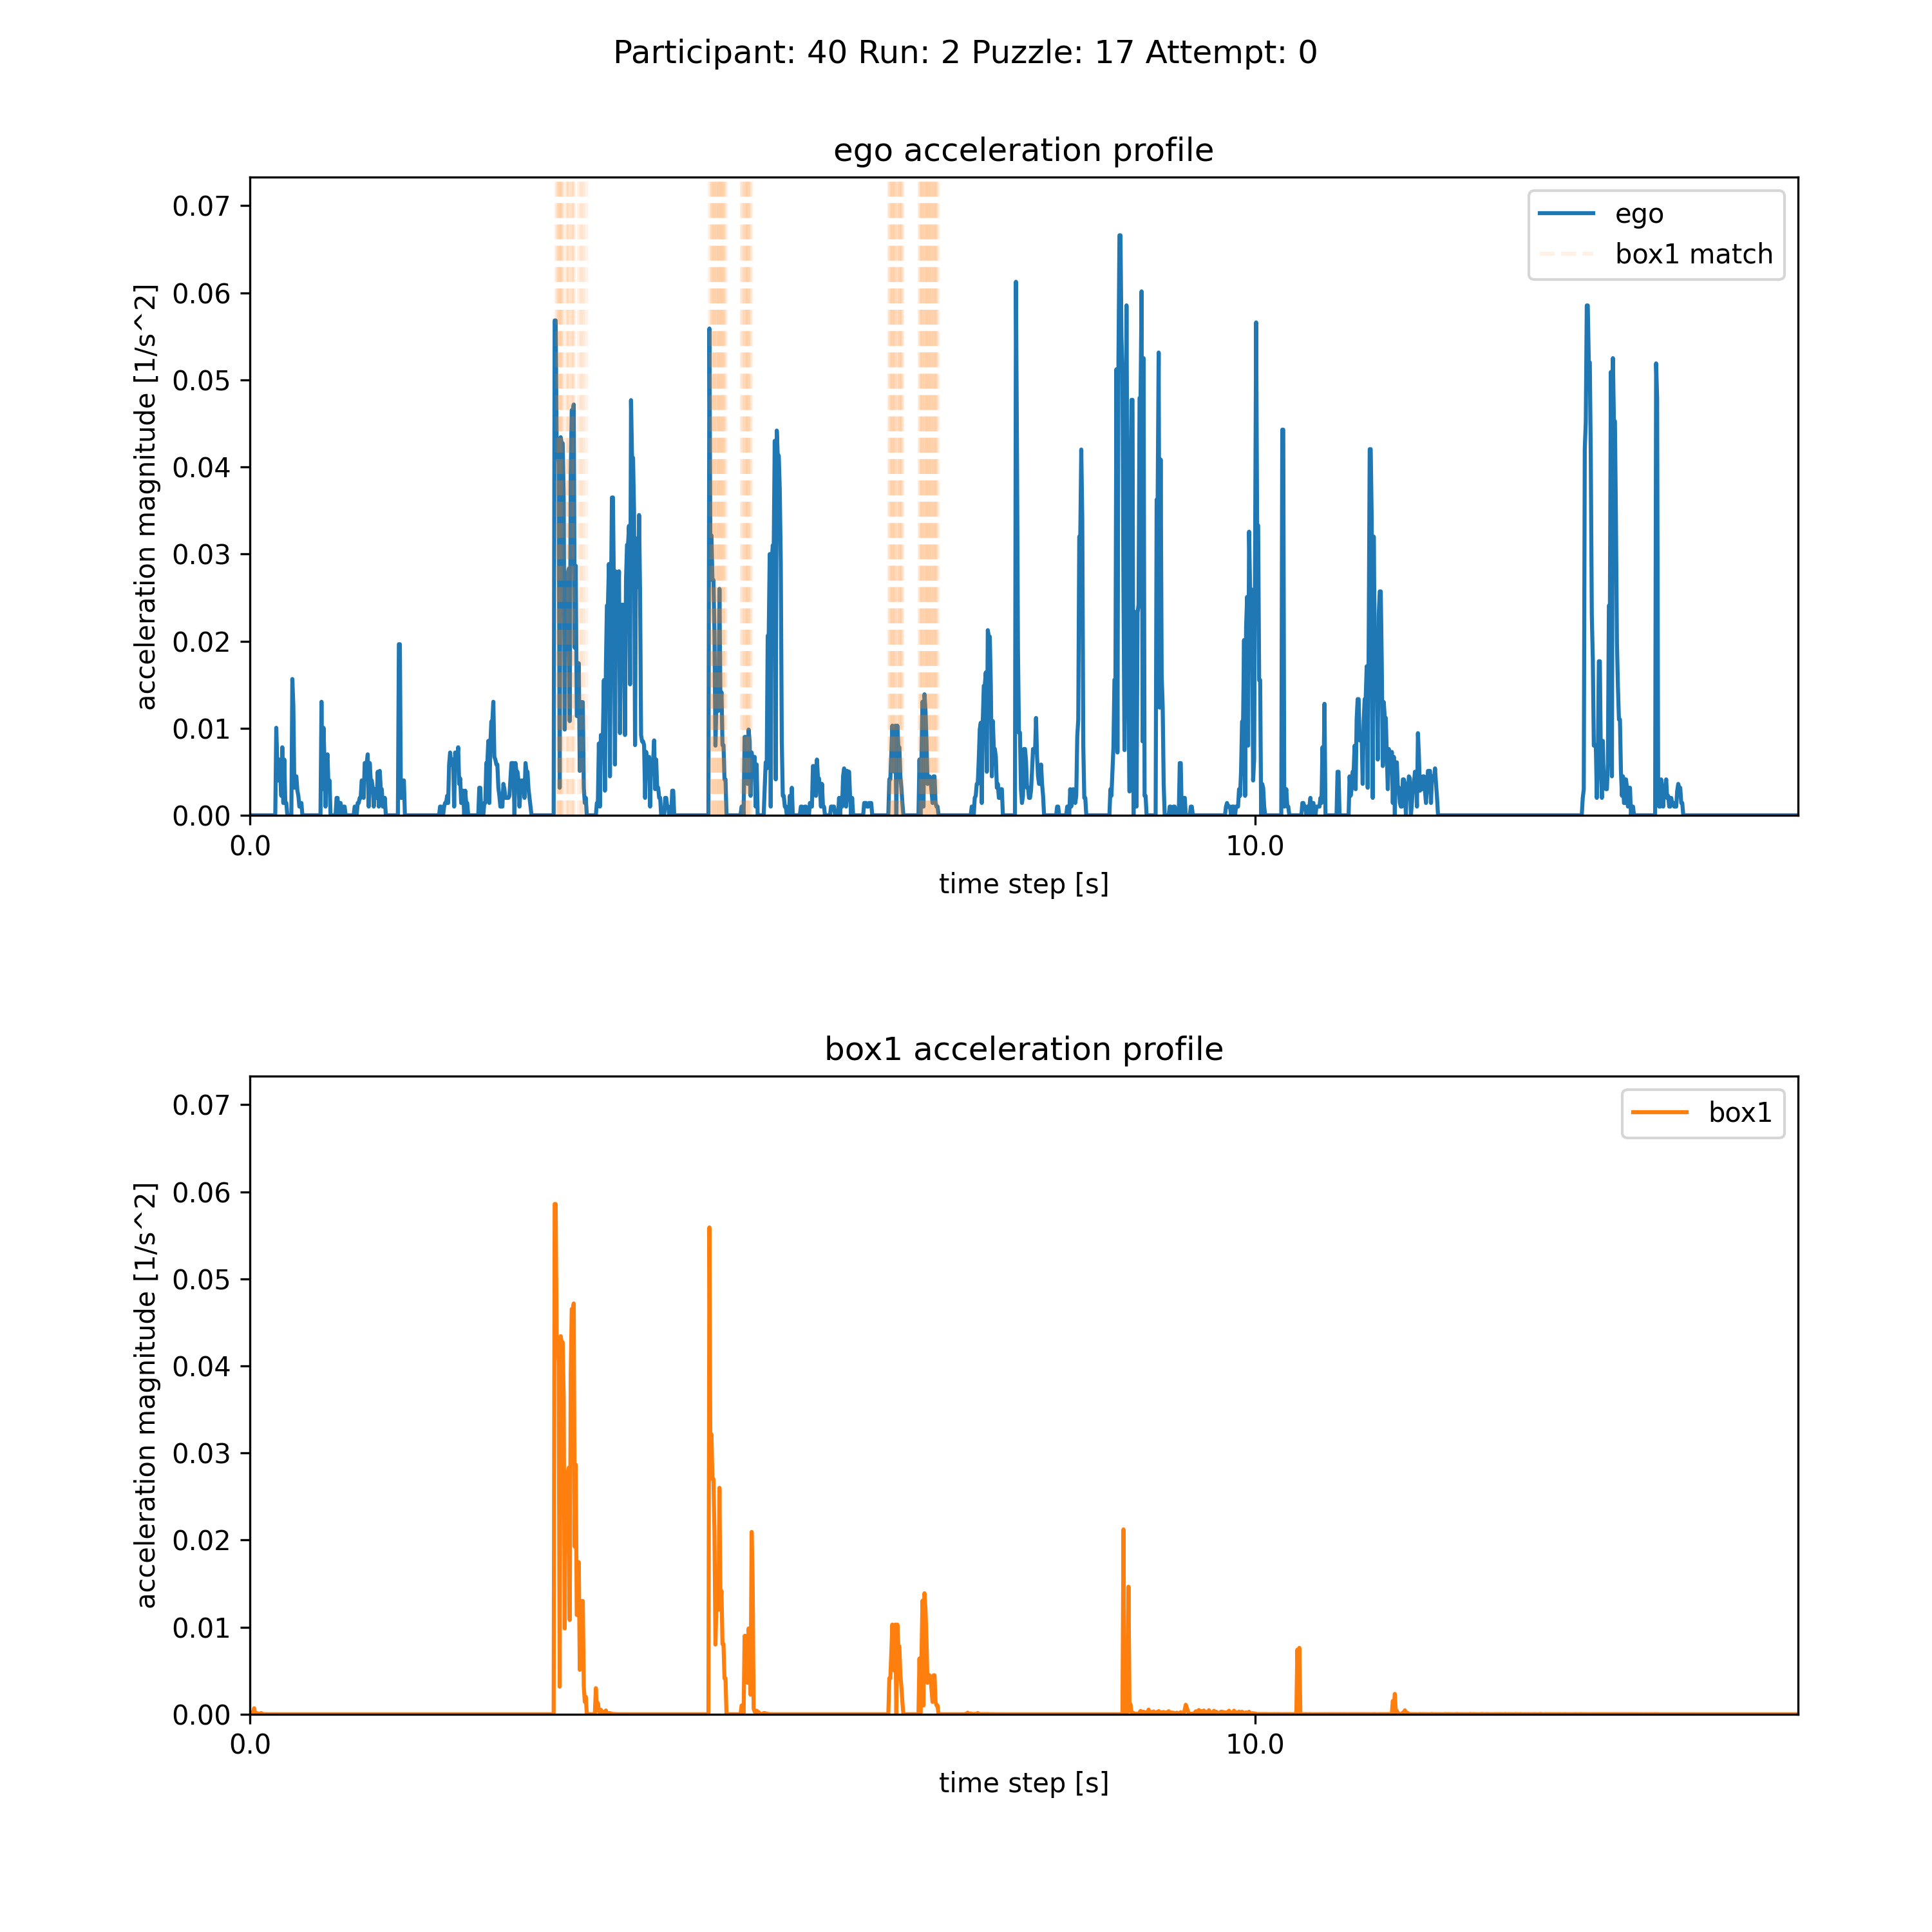 Participant: 40 Run: 2 Puzzle: 17 Attempt: 0
ego acceleration profile
0.07
0.06
0.05
0.04
0.03
0.02
0.01
0.00
acceleration magnitude [1/s^2]
ego
box1 match
0.0
10.0
time step [s]
box1 acceleration profile
0.07
0.06
0.05
0.04
0.03
0.02
0.01
0.00
acceleration magnitude [1/s^2]
box1
0.0
10.0
time step [s]